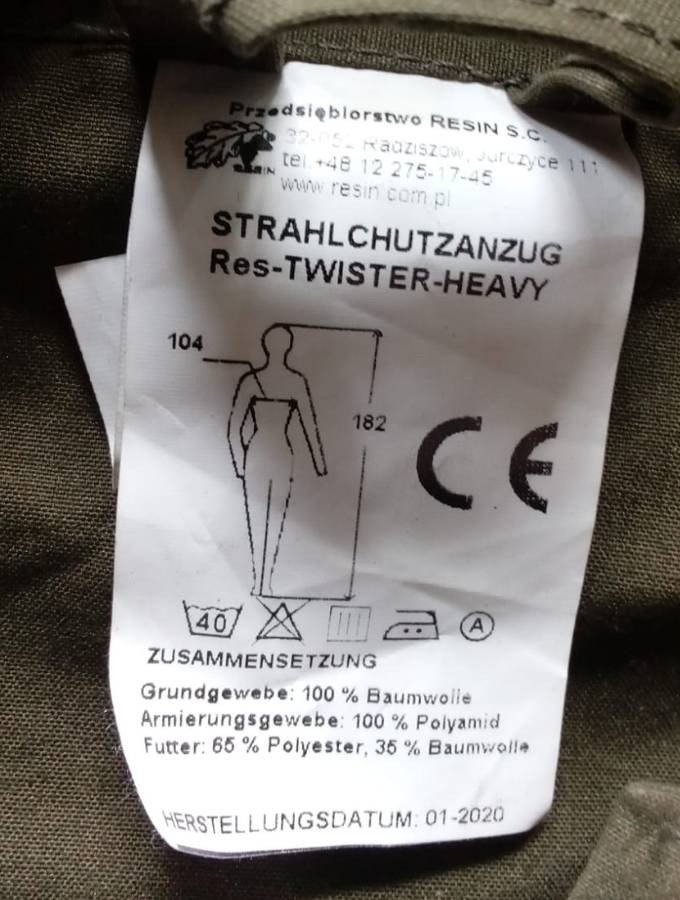 Przedsiębiorstwo RESIN S.C.
32-052 Radziszów, Jurczyce 111
tel.+48 12 275-17-45
www.resin.com.pl
STRAHLCHUTZANZUG
Res-TWISTER-HEAVY
104
182
CE
40
A
ZUSAMMENSETZUNG
Grundgewebe: 100 % Baumwolle
Armierungsgewebe: 100 % Polyamid
Futter: 65 % Polyester, 35 % Baumwolle
HERSTELLUNGSDATUM: 01-2020